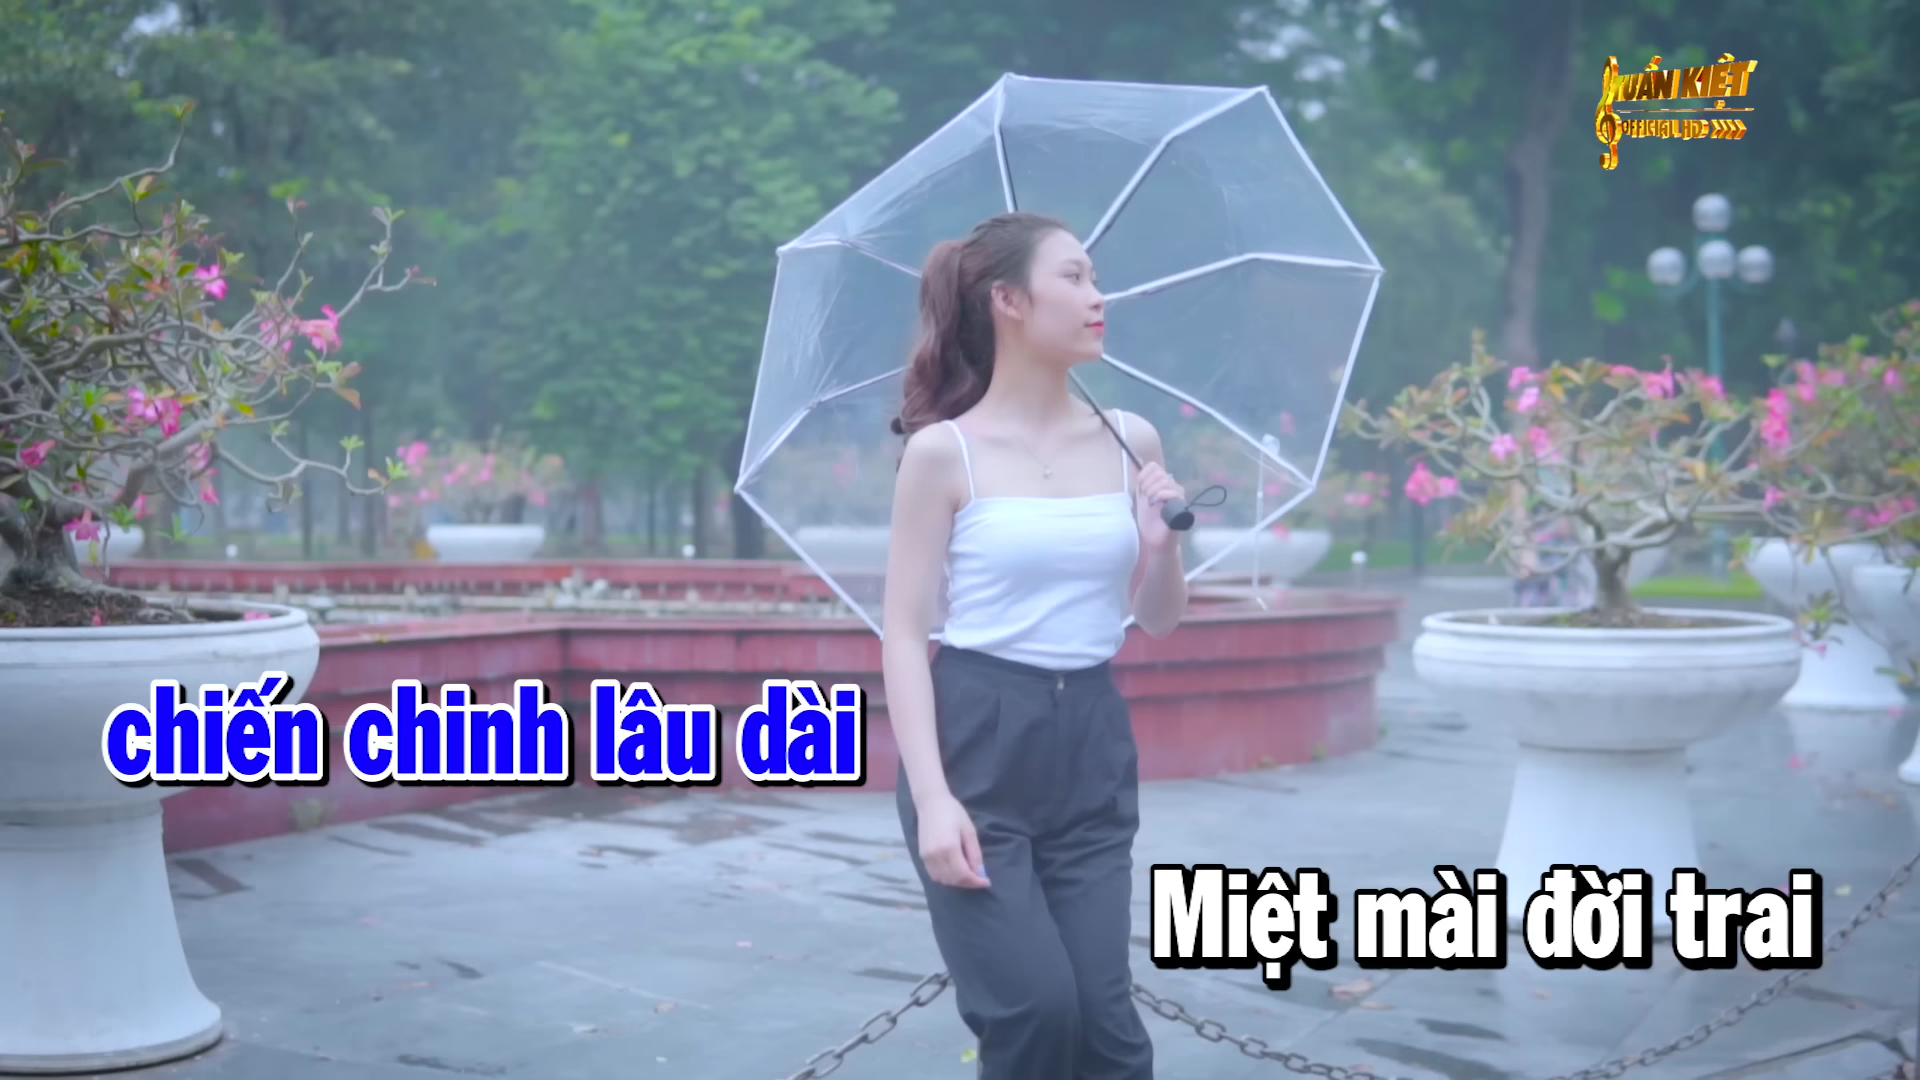 TUẤN KIỆT
OFFICIAL HD
chiến chinh lâu dài
Miệt mài đời trai